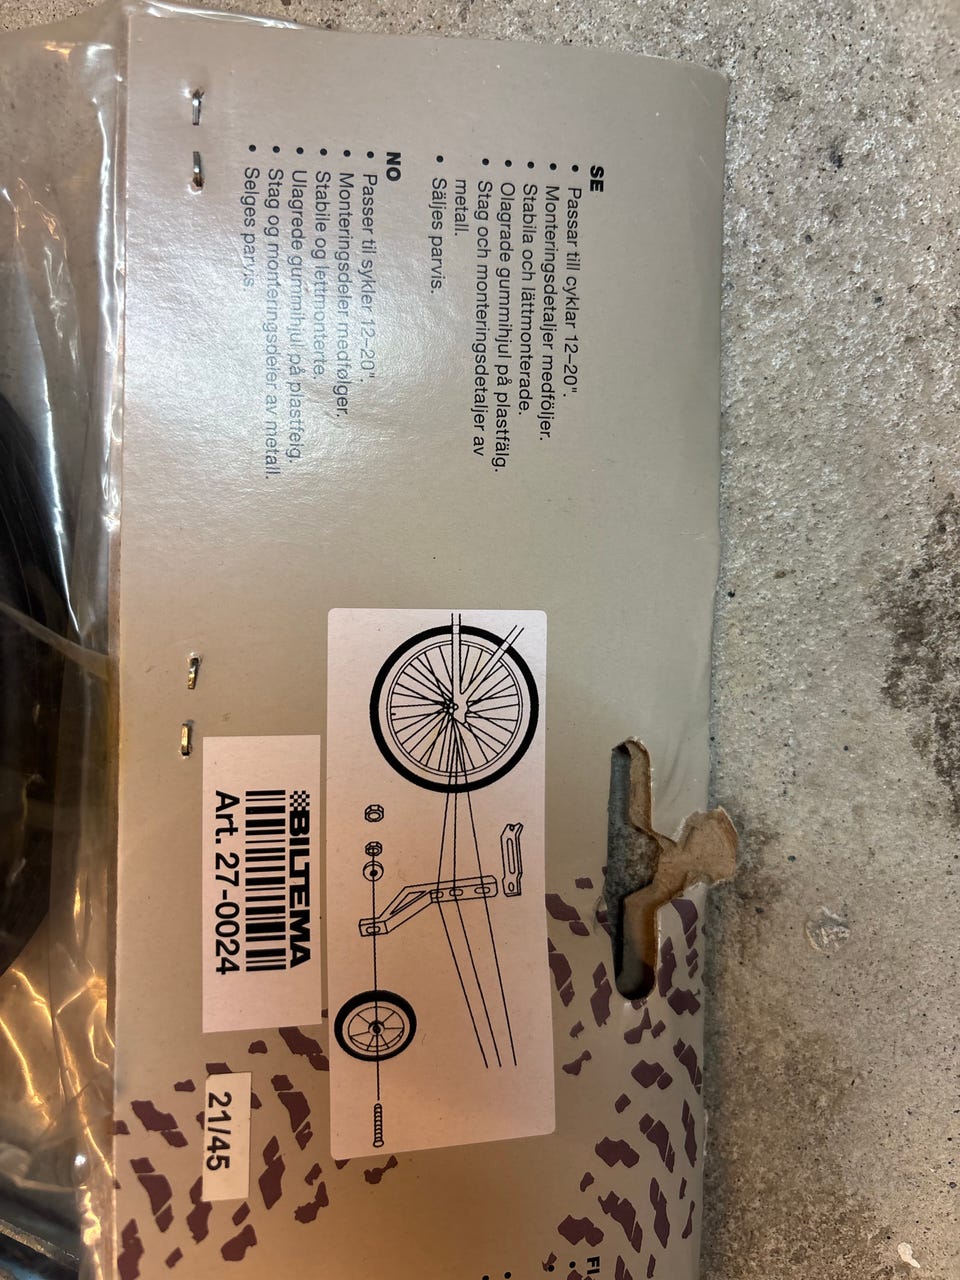 SE
• Passar till cyklar 12–20".
• Monteringsdetaljer medföljer.
• Stabila och lättmonterade.
• Olagrade gummihjul på plastfälg.
• Stag och monteringsdetaljer av
metall.
• Säljes parvis.
NO
• Passer til sykler 12–20".
• Monteringsdeler medfølger.
• Stabile og lettmonterte.
• Ulagrede gummihjul på plastfelg.
• Stag og monteringsdeler av metall.
• Selges parvis.
BILTEMA
Art. 27-0024
21/45
FI